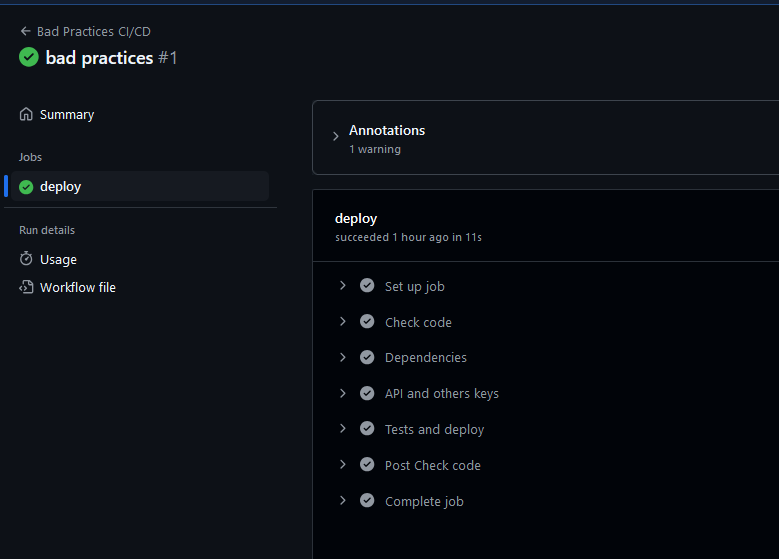 Bad Practices CI/CD
bad practices #1
Summary
Jobs
deploy
Run details
Usage
Workflow file
Annotations
1 warning
deploy
succeeded 1 hour ago in 11s
Set up job
Check code
Dependencies
API and others keys
Tests and deploy
Post Check code
Complete job